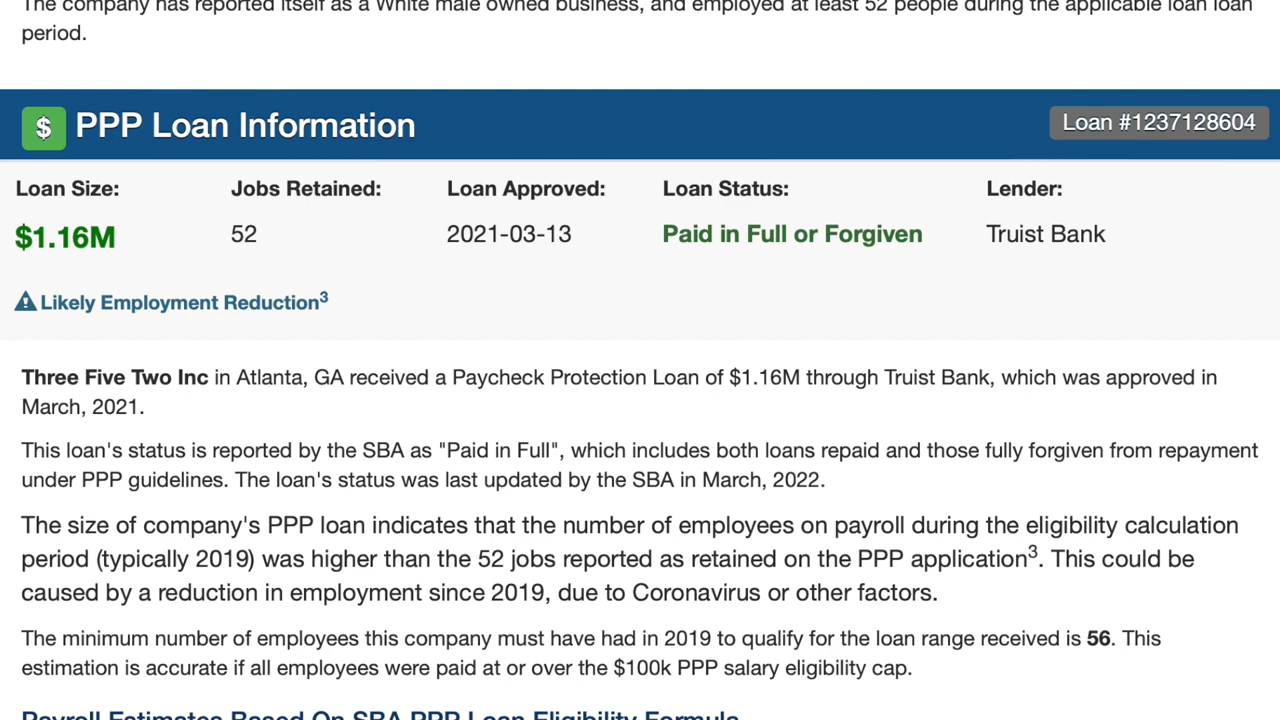 The company has reported itself as a White male owned business, and employed at least 52 people during the applicable loan loan
period.
$ PPP Loan Information Loan #1237128604
Loan Size: Jobs Retained: Loan Approved: Loan Status: Lender:
$1.16M 52 2021-03-13 Paid in Full or Forgiven Truist Bank
Likely Employment Reduction3
Three Five Two Inc in Atlanta, GA received a Paycheck Protection Loan of $1.16M through Truist Bank, which was approved in
March, 2021.
This loan's status is reported by the SBA as "Paid in Full", which includes both loans repaid and those fully forgiven from repayment
under PPP guidelines. The loan's status was last updated by the SBA in March, 2022.
The size of company's PPP loan indicates that the number of employees on payroll during the eligibility calculation
period (typically 2019) was higher than the 52 jobs reported as retained on the PPP application3. This could be
caused by a reduction in employment since 2019, due to Coronavirus or other factors.
The minimum number of employees this company must have had in 2019 to qualify for the loan range received is 56. This
estimation is accurate if all employees were paid at or over the $100k PPP salary eligibility cap.
Payroll Estimates Based On SBA PPP Loan Eligibility Formula